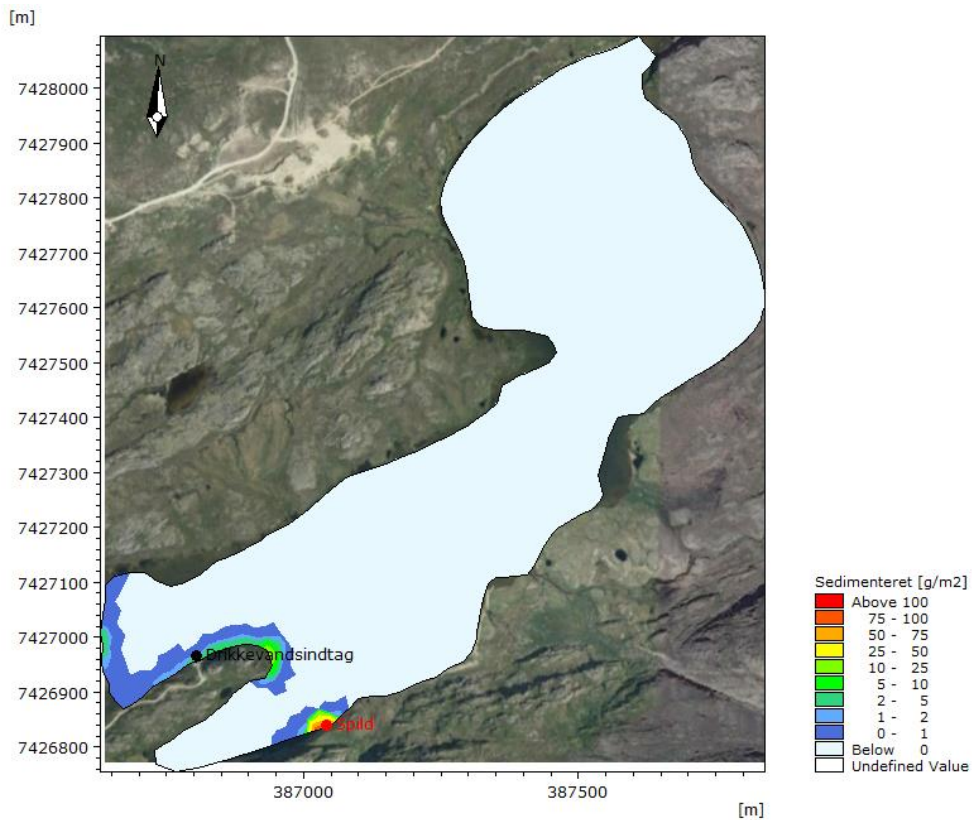 [m]
N
7428000
7427900
7427800
7427700
7427600
7427500
7427400
7427300
7427200
7427100
7427000
7426900
7426800
Drikkevandsindtag
Spild
387000
387500
[m]
Sedimenteret [g/m2]
Above 100
75 - 100
50 - 75
25 - 50
10 - 25
5 - 10
2 - 5
1 - 2
0 - 1
Below 0
Undefined Value